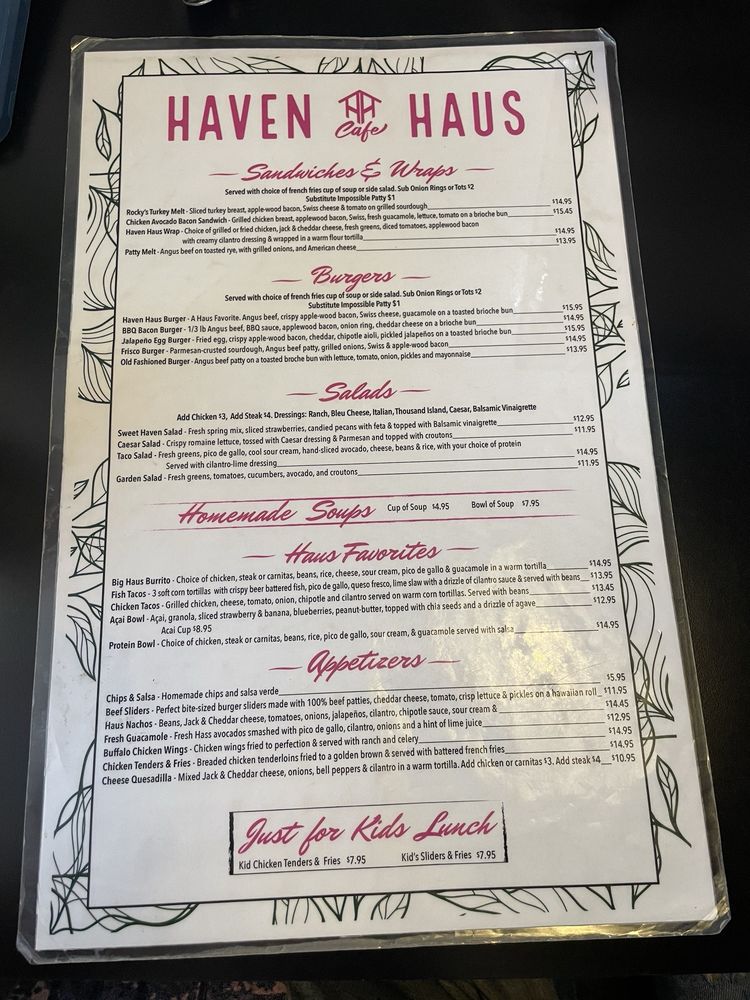 HAVEN HH Cafe HAUS
Sandwiches & Wraps
Served with choice of french fries cup of soup or side salad. Sub Onion Rings or Tots $2
Substitute Impossible Patty $1
Rocky's Turkey Melt - Sliced turkey breast, apple-wood bacon, Swiss cheese & tomato on grilled sourdough $14.95
Chicken Avocado Bacon Sandwich - Grilled chicken breast, applewood bacon, Swiss, fresh guacamole, lettuce, tomato on a brioche bun $15.45
Haven Haus Wrap - Choice of grilled or fried chicken, jack & cheddar cheese, fresh greens, diced tomatoes, applewood bacon
with creamy cilantro dressing & wrapped in a warm flour tortilla $14.95
Patty Melt - Angus beef on toasted rye, with grilled onions, and American cheese $13.95
Burgers
Served with choice of french fries cup of soup or side salad. Sub Onion Rings or Tots $2
Substitute Impossible Patty $1
Haven Haus Burger - A Haus Favorite. Angus beef, crispy apple-wood bacon, Swiss cheese, guacamole on a toasted brioche bun $15.95
BBQ Bacon Burger - 1/3 lb Angus beef, BBQ sauce, applewood bacon, onion ring, cheddar cheese on a brioche bun $14.95
Jalapeño Egg Burger - Fried egg, crispy apple-wood bacon, cheddar, chipotle aioli, pickled jalapeños on a toasted brioche bun $15.95
Frisco Burger - Parmesan-crusted sourdough, Angus beef patty, grilled onions, Swiss & apple-wood bacon $14.95
Old Fashioned Burger - Angus beef patty on a toasted broche bun with lettuce, tomato, onion, pickles and mayonnaise $13.95
Salads
Add Chicken $3, Add Steak $4. Dressings: Ranch, Bleu Cheese, Italian, Thousand Island, Caesar, Balsamic Vinaigrette
Sweet Haven Salad - Fresh spring mix, sliced strawberries, candied pecans with feta & topped with Balsamic vinaigrette $12.95
Caesar Salad - Crispy romaine lettuce, tossed with Caesar dressing & Parmesan and topped with croutons $11.95
Taco Salad - Fresh greens, pico de gallo, cool sour cream, hand-sliced avocado, cheese, beans & rice, with your choice of protein
Served with cilantro-lime dressing $14.95
Garden Salad - Fresh greens, tomatoes, cucumbers, avocado, and croutons $11.95
Homemade Soups Cup of Soup $4.95 Bowl of Soup $7.95
Haus Favorites
Big Haus Burrito - Choice of chicken, steak or carnitas, beans, rice, cheese, sour cream, pico de gallo & guacamole in a warm tortilla $14.95
Fish Tacos - 3 soft corn tortillas with crispy beer battered fish, pico de gallo, queso fresco, lime slaw with a drizzle of cilantro sauce & served with beans $13.95
Chicken Tacos - Grilled chicken, cheese, tomato, onion, chipotle and cilantro served on warm corn tortillas. Served with beans $13.45
Açai Bowl - Açai, granola, sliced strawberry & banana, blueberries, peanut-butter, topped with chia seeds and a drizzle of agave $12.95
Acai Cup $8.95
Protein Bowl - Choice of chicken, steak or carnitas, beans, rice, pico de gallo, sour cream, & guacamole served with salsa $14.95
Appetizers
Chips & Salsa - Homemade chips and salsa verde $5.95
Beef Sliders - Perfect bite-sized burger sliders made with 100% beef patties, cheddar cheese, tomato, crisp lettuce & pickles on a hawaiian roll $11.95
Haus Nachos - Beans, Jack & Cheddar cheese, tomatoes, onions, jalapeños, cilantro, chipotle sauce, sour cream & $14.45
Fresh Guacamole - Fresh Hass avocados smashed with pico de gallo, cilantro, onions and a hint of lime juice $12.95
Buffalo Chicken Wings - Chicken wings fried to perfection & served with ranch and celery $14.95
Chicken Tenders & Fries - Breaded chicken tenderloins fried to a golden brown & served with battered french fries $14.95
Cheese Quesadilla - Mixed Jack & Cheddar cheese, onions, bell peppers & cilantro in a warm tortilla. Add chicken or carnitas $3. Add steak $4 $10.95
Just for Kids Lunch
Kid Chicken Tenders & Fries $7.95 Kid's Sliders & Fries $7.95